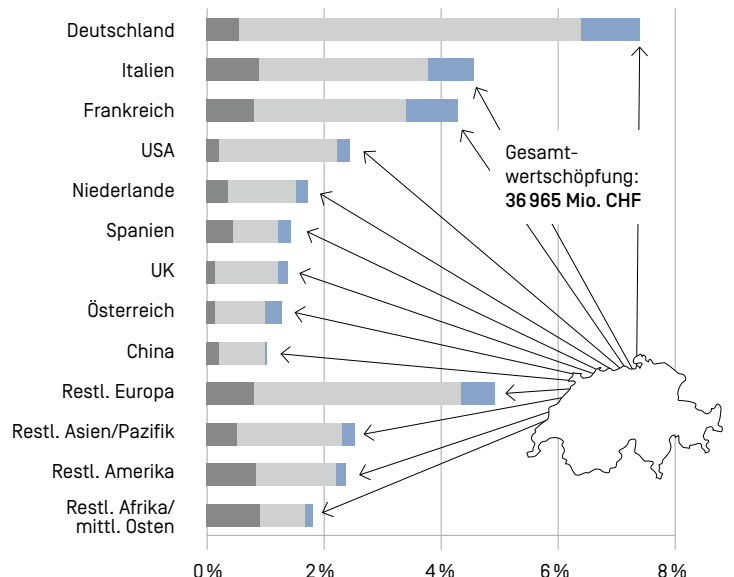 Deutschland
Italien
Frankreich
USA
Niederlande
Spanien
UK
Österreich
China
Restl. Europa
Restl. Asien/Pazifik
Restl. Amerika
Restl. Afrika/
mittl. Osten
Gesamt-
wertschöpfung:
36 965 Mio. CHF
0 % 2 % 4 % 6 % 8 %